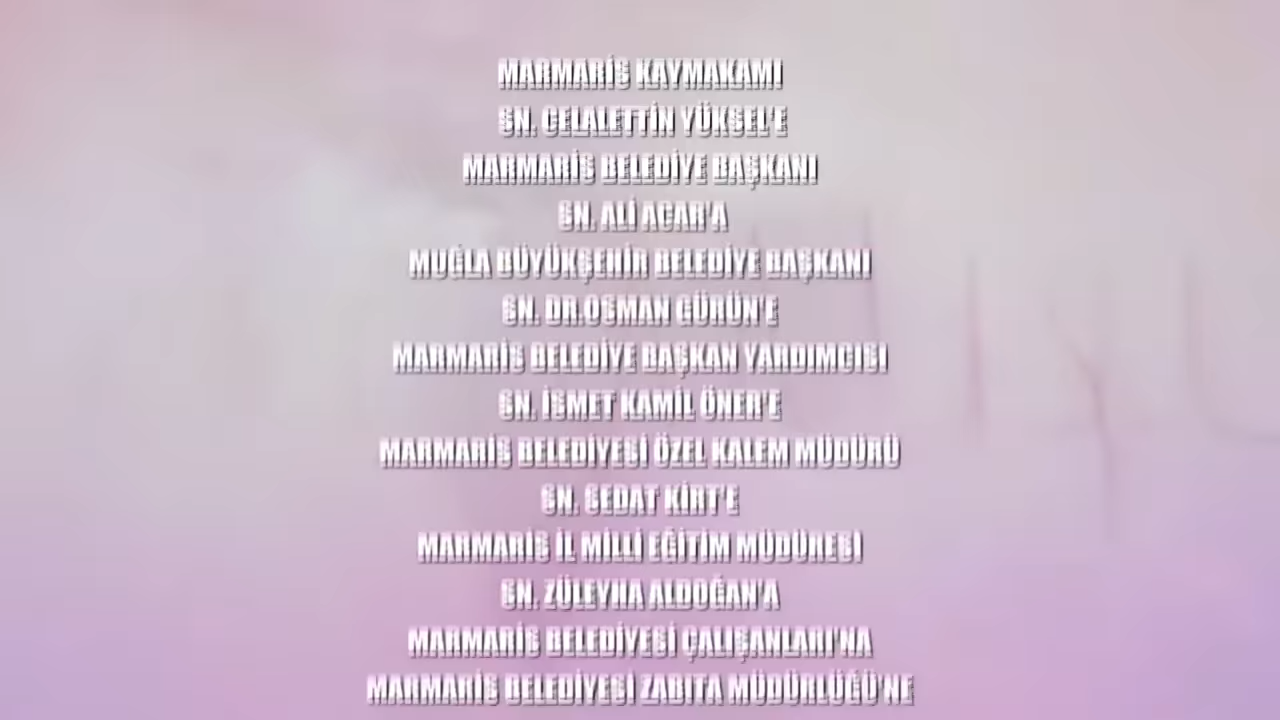 MARMARİS KAYMAKAMI
SN. CELALETTİN YÜKSEL'E
MARMARİS BELEDİYE BAŞKANI
SN. ALİ ACAR'A
MUĞLA BÜYÜKŞEHİR BELEDİYE BAŞKANI
SN. DR.OSMAN GÜRÜN'E
MARMARİS BELEDİYE BAŞKAN YARDIMCISI
SN. İSMET KAMİL ÖNER'E
MARMARİS BELEDİYESİ ÖZEL KALEM MÜDÜRÜ
SN. SEDAT KİRT'E
MARMARİS İL MİLLİ EĞİTİM MÜDÜRESİ
SN. ZÜLEYHA ALDOĞAN'A
MARMARİS BELEDİYESİ ÇALIŞANLARI'NA
MARMARİS BELEDİYESİ ZABITA MÜDÜRLÜĞÜ'NE